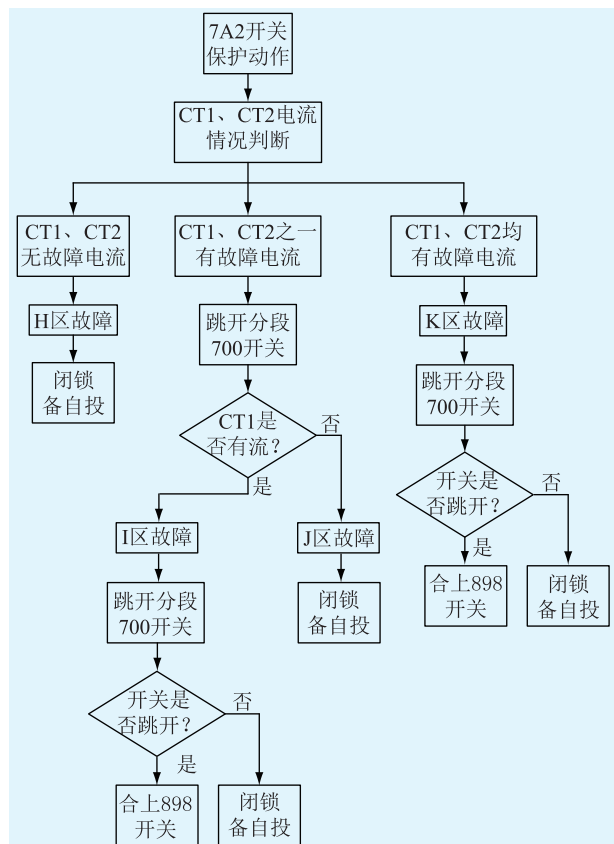 7A2开关
保护动作
CT1、CT2电流
情况判断
CT1、CT2
无故障电流
CT1、CT2之一
有故障电流
CT1、CT2均
有故障电流
H区故障
跳开分段
700开关
K区故障
闭锁
备自投
跳开分段
700开关
CT1是
否有流？
否
是
开关是
否跳开？
否
是
I区故障
J区故障
合上898
开关
闭锁
备自投
跳开分段
700开关
闭锁
备自投
开关是
否跳开？
否
是
合上898
开关
闭锁
备自投